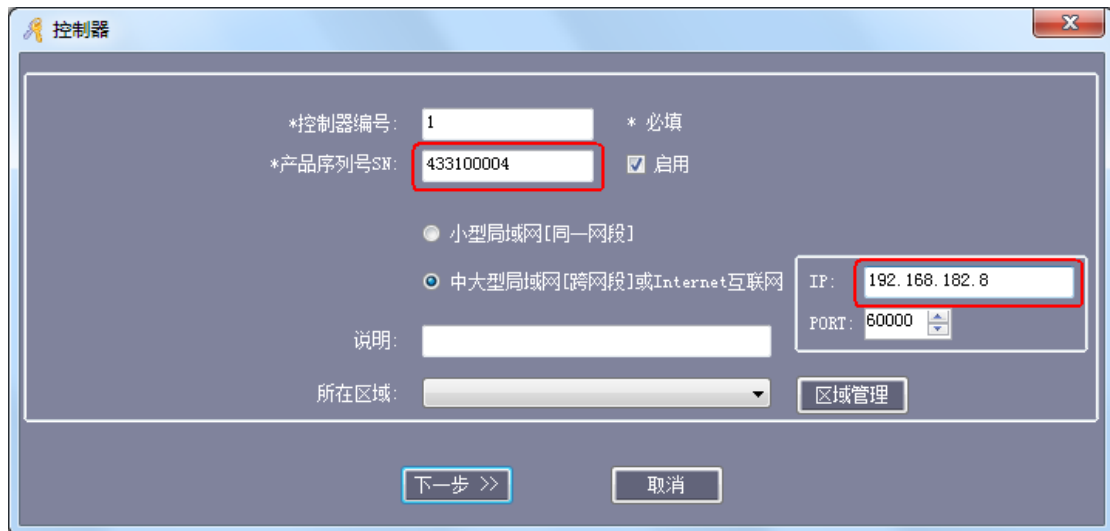 控制器
*控制器编号: 1 * 必填
*产品序列号SN: 433100004 启用
小型局域网[同一网段]
中大型局域网[跨网段]或Internet互联网 IP: 192.168.182.8
PORT: 60000
说明:
所在区域: 区域管理
下一步 >> 取消